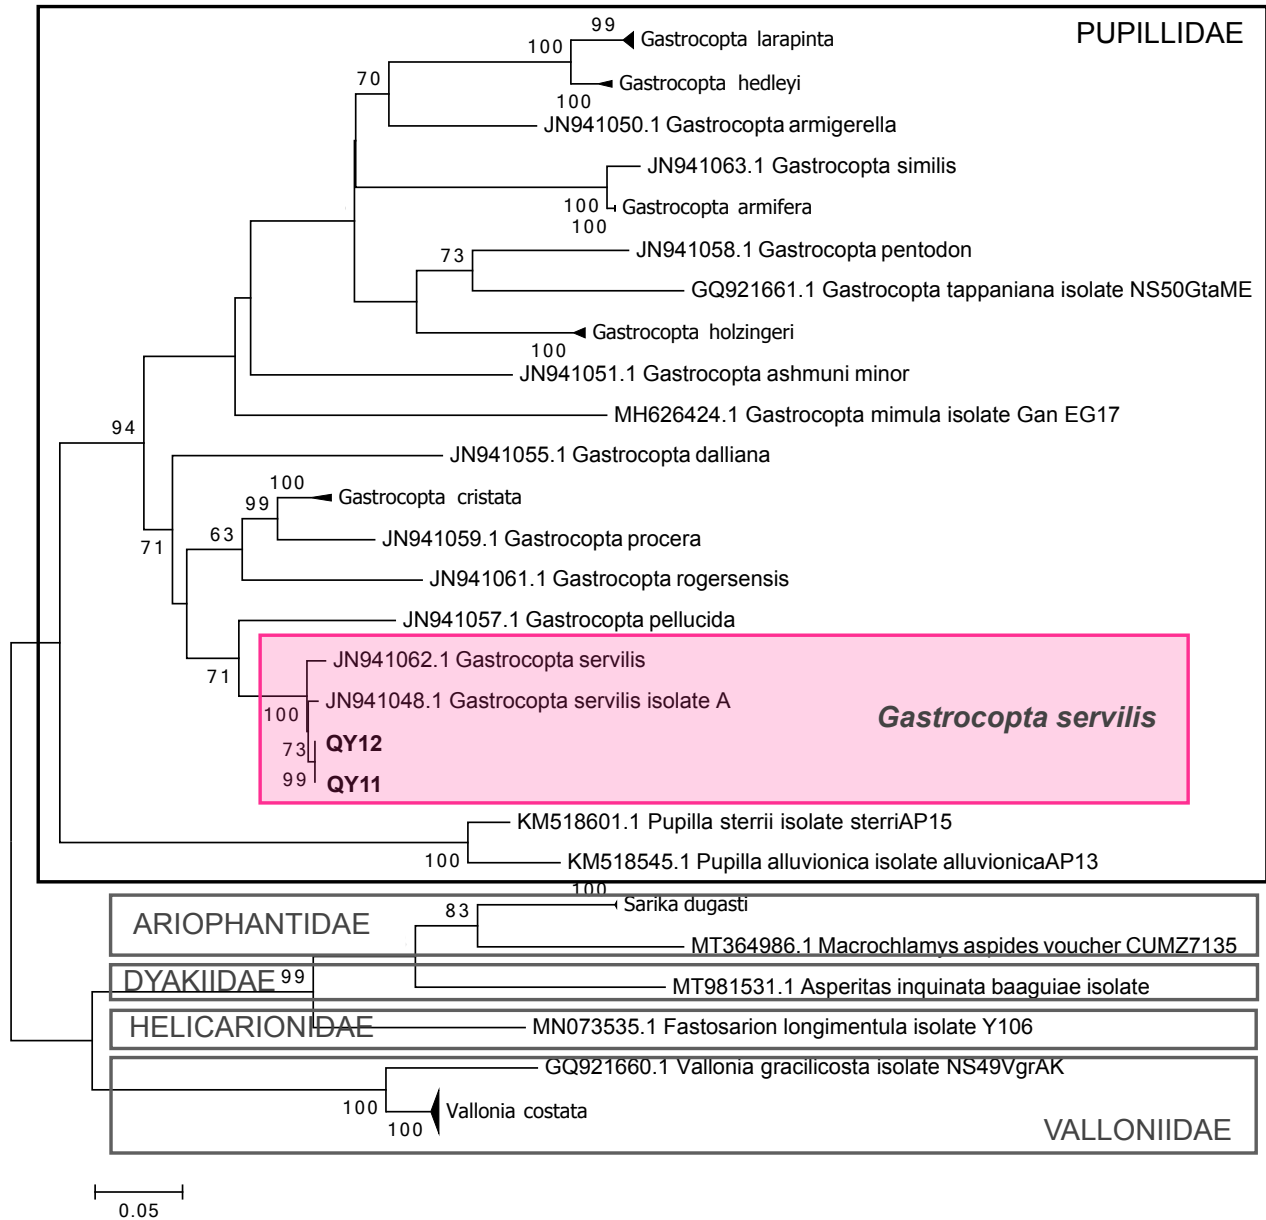 PUPILLIDAE
99
Gastrocopta larapinta
100
Gastrocopta hedleyi
70
100
JN941050.1 Gastrocopta armigerella
JN941063.1 Gastrocopta similis
100
Gastrocopta armifera
100
JN941058.1 Gastrocopta pentodon
73
GQ921661.1 Gastrocopta tappaniana isolate NS50GtaME
Gastrocopta holzingeri
100
JN941051.1 Gastrocopta ashmuni minor
MH626424.1 Gastrocopta mimula isolate Gan EG17
94
JN941055.1 Gastrocopta dalliana
100
Gastrocopta cristata
99
JN941059.1 Gastrocopta procera
63
71
JN941061.1 Gastrocopta rogersensis
JN941057.1 Gastrocopta pellucida
JN941062.1 Gastrocopta servilis
71
JN941048.1 Gastrocopta servilis isolate A
100
Gastrocopta servilis
73
QY12
99
QY11
KM518601.1 Pupilla sterrii isolate sterriAP15
100
KM518545.1 Pupilla alluvionica isolate alluvionicaAP13
100
Sarika dugasti
83
ARIOPHANTIDAE
MT364986.1 Macrochlamys aspides voucher CUMZ7135
DYAKIIDAE
99
MT981531.1 Asperitas inquinata baaguiae isolate
HELICARIONIDAE
MN073535.1 Fastosarion longimentula isolate Y106
GQ921660.1 Vallonia gracilicosta isolate NS49VgrAK
100
Vallonia costata
100
VALLONIIDAE
0.05